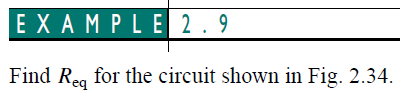 EXAMPLE 2.9
Find Req for the circuit shown in Fig. 2.34.